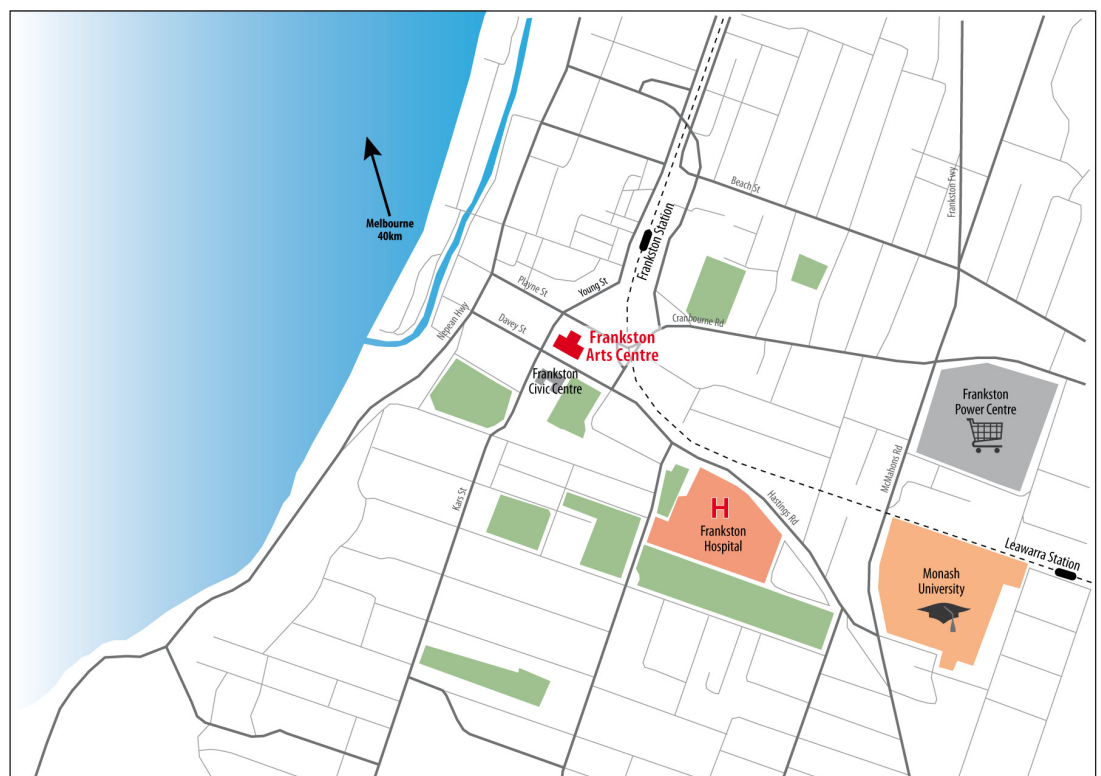 Beach St
Frankston Fwy
Melbourne
40km
Frankston Station
Playne St
Young St
Nepean Hwy
Davey St
Cranbourne Rd
Frankston
Arts Centre
Frankston
Civic Centre
Frankston
Power Centre
McMahons Rd
Kars St
Hastings Rd
H
Frankston
Hospital
Leawarra Station
Monash
University